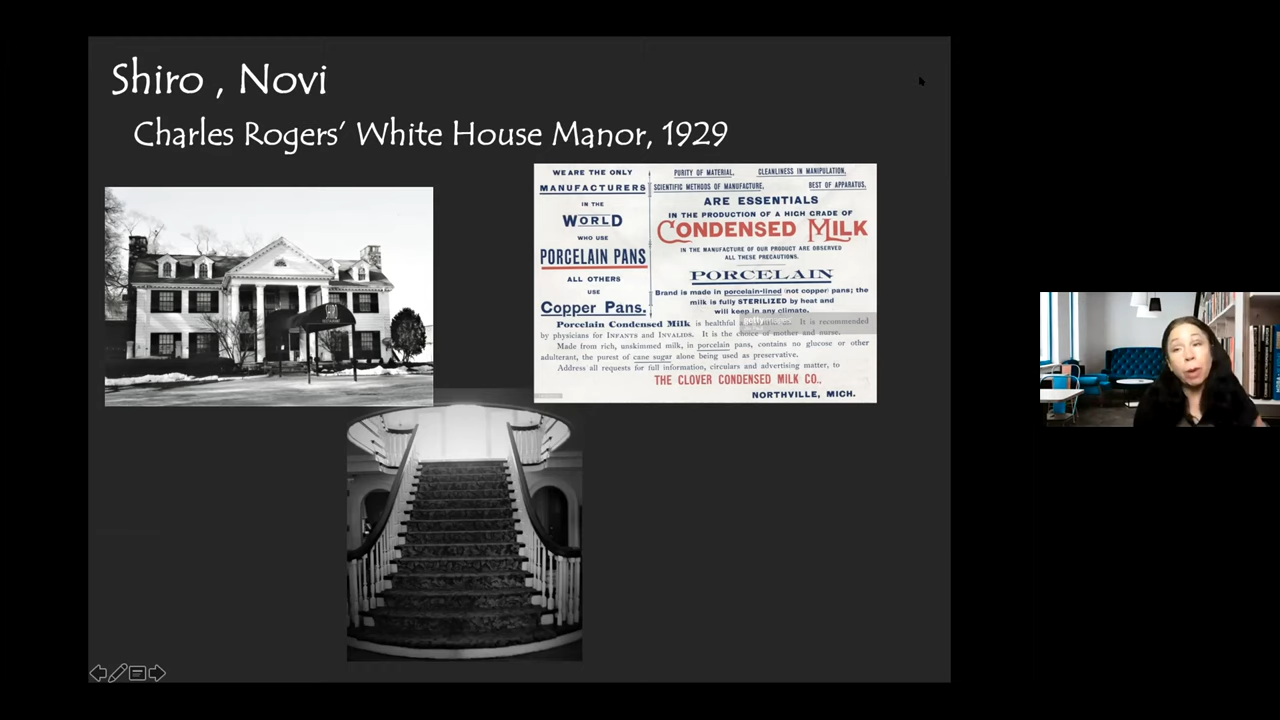 Shiro , Novi
Charles Rogers' White House Manor, 1929
SHIRO
WE ARE THE ONLY
MANUFACTURERS
IN THE
WORLD
WHO USE
PORCELAIN PANS
ALL OTHERS
USE
Copper Pans.
PURITY OF MATERIAL, CLEANLINESS IN MANIPULATION,
SCIENTIFIC METHODS OF MANUFACTURE, BEST OF APPARATUS,
ARE ESSENTIALS
IN THE PRODUCTION OF A HIGH GRADE OF
CONDENSED MILK
IN THE MANUFACTURE OF OUR PRODUCT ARE OBSERVED
ALL THESE PRECAUTIONS.
PORCELAIN
Brand is made in porcelain-lined (not copper) pans; the
milk is fully STERILIZED by heat and
will keep in any climate.
Porcelain Condensed Milk is healthful It is recommended
by physicians for INFANTS and INVALIDS. It is the choice of mother and nurse.
Made from rich, unskimmed milk, in porcelain pans, contains no glucose or other
adulterant, the purest of cane sugar alone being used as preservative.
Address all requests for full information, circulars and advertising matter, to
THE CLOVER CONDENSED MILK CO.,
NORTHVILLE, MICH.